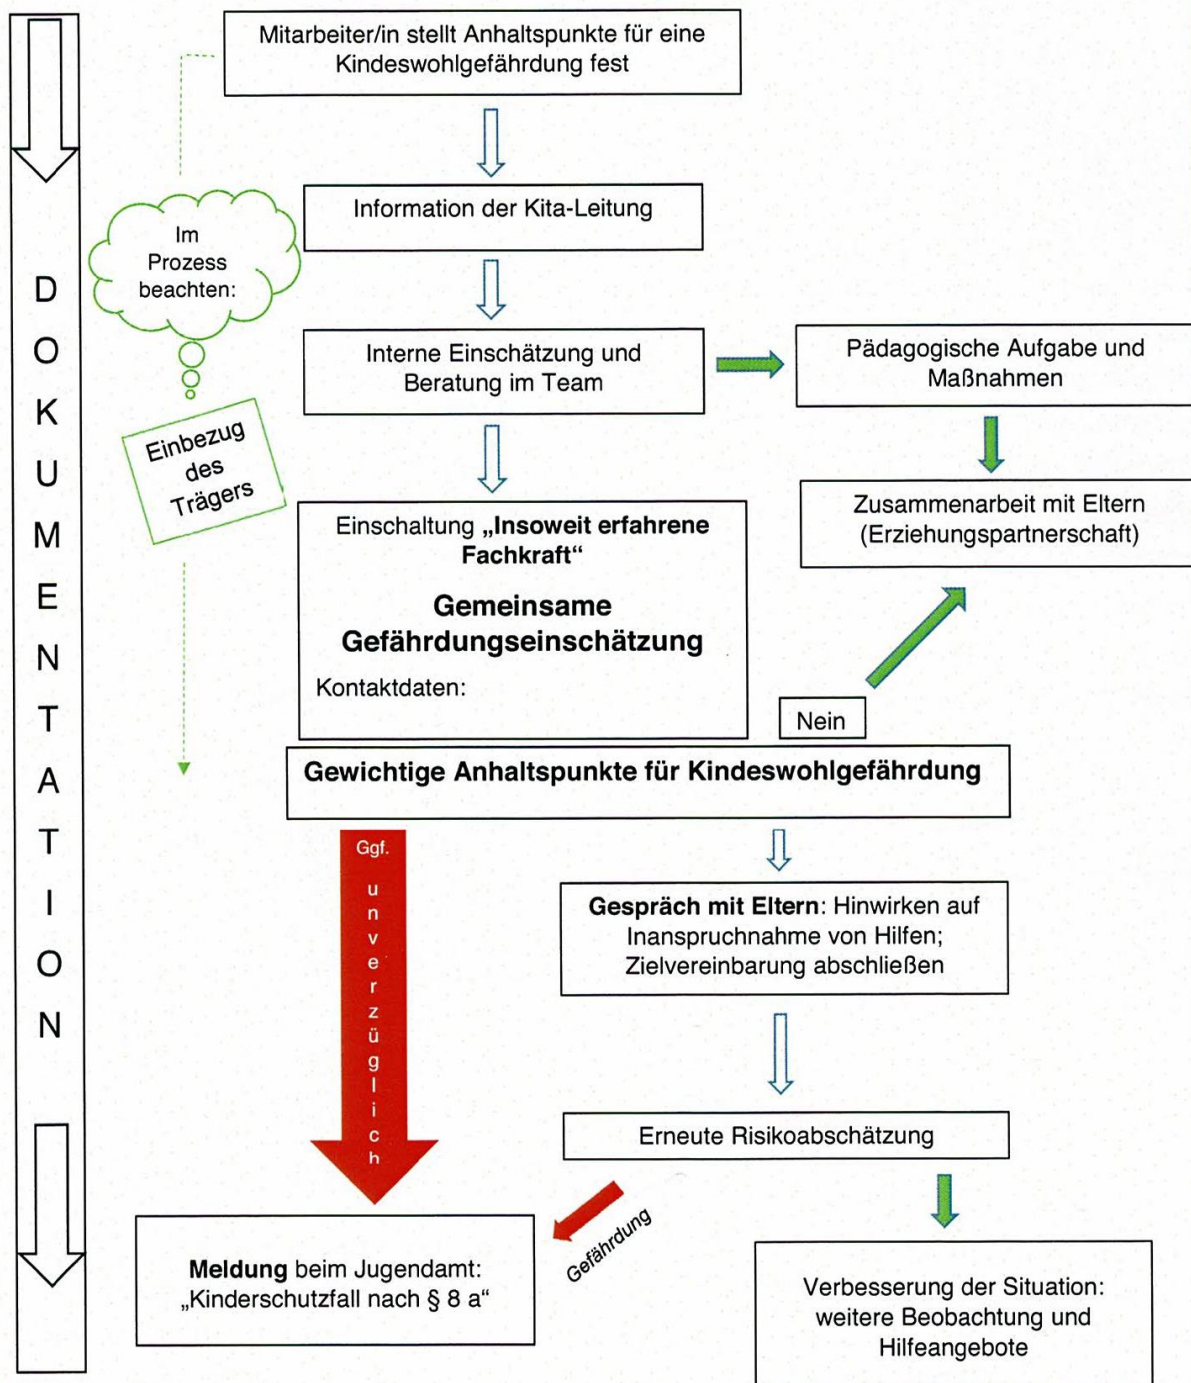 Mitarbeiter/in stellt Anhaltspunkte für eine
Kindeswohlgefährdung fest
Information der Kita-Leitung
Im
Prozess
beachten:
Interne Einschätzung und
Beratung im Team
Pädagogische Aufgabe und
Maßnahmen
Einbezug
des
Trägers
Zusammenarbeit mit Eltern
(Erziehungspartnerschaft)
Einschaltung „Insoweit erfahrene
Fachkraft“
Gemeinsame
Gefährdungseinschätzung
Kontaktdaten:
Nein
Gewichtige Anhaltspunkte für Kindeswohlgefährdung
Ggf.
unverzüglich
Gespräch mit Eltern: Hinwirken auf
Inanspruchnahme von Hilfen;
Zielvereinbarung abschließen
Erneute Risikoabschätzung
Gefährdung
Meldung beim Jugendamt:
„Kinderschutzfall nach § 8 a“
Verbesserung der Situation:
weitere Beobachtung und
Hilfeangebote
DOKUMENTATION